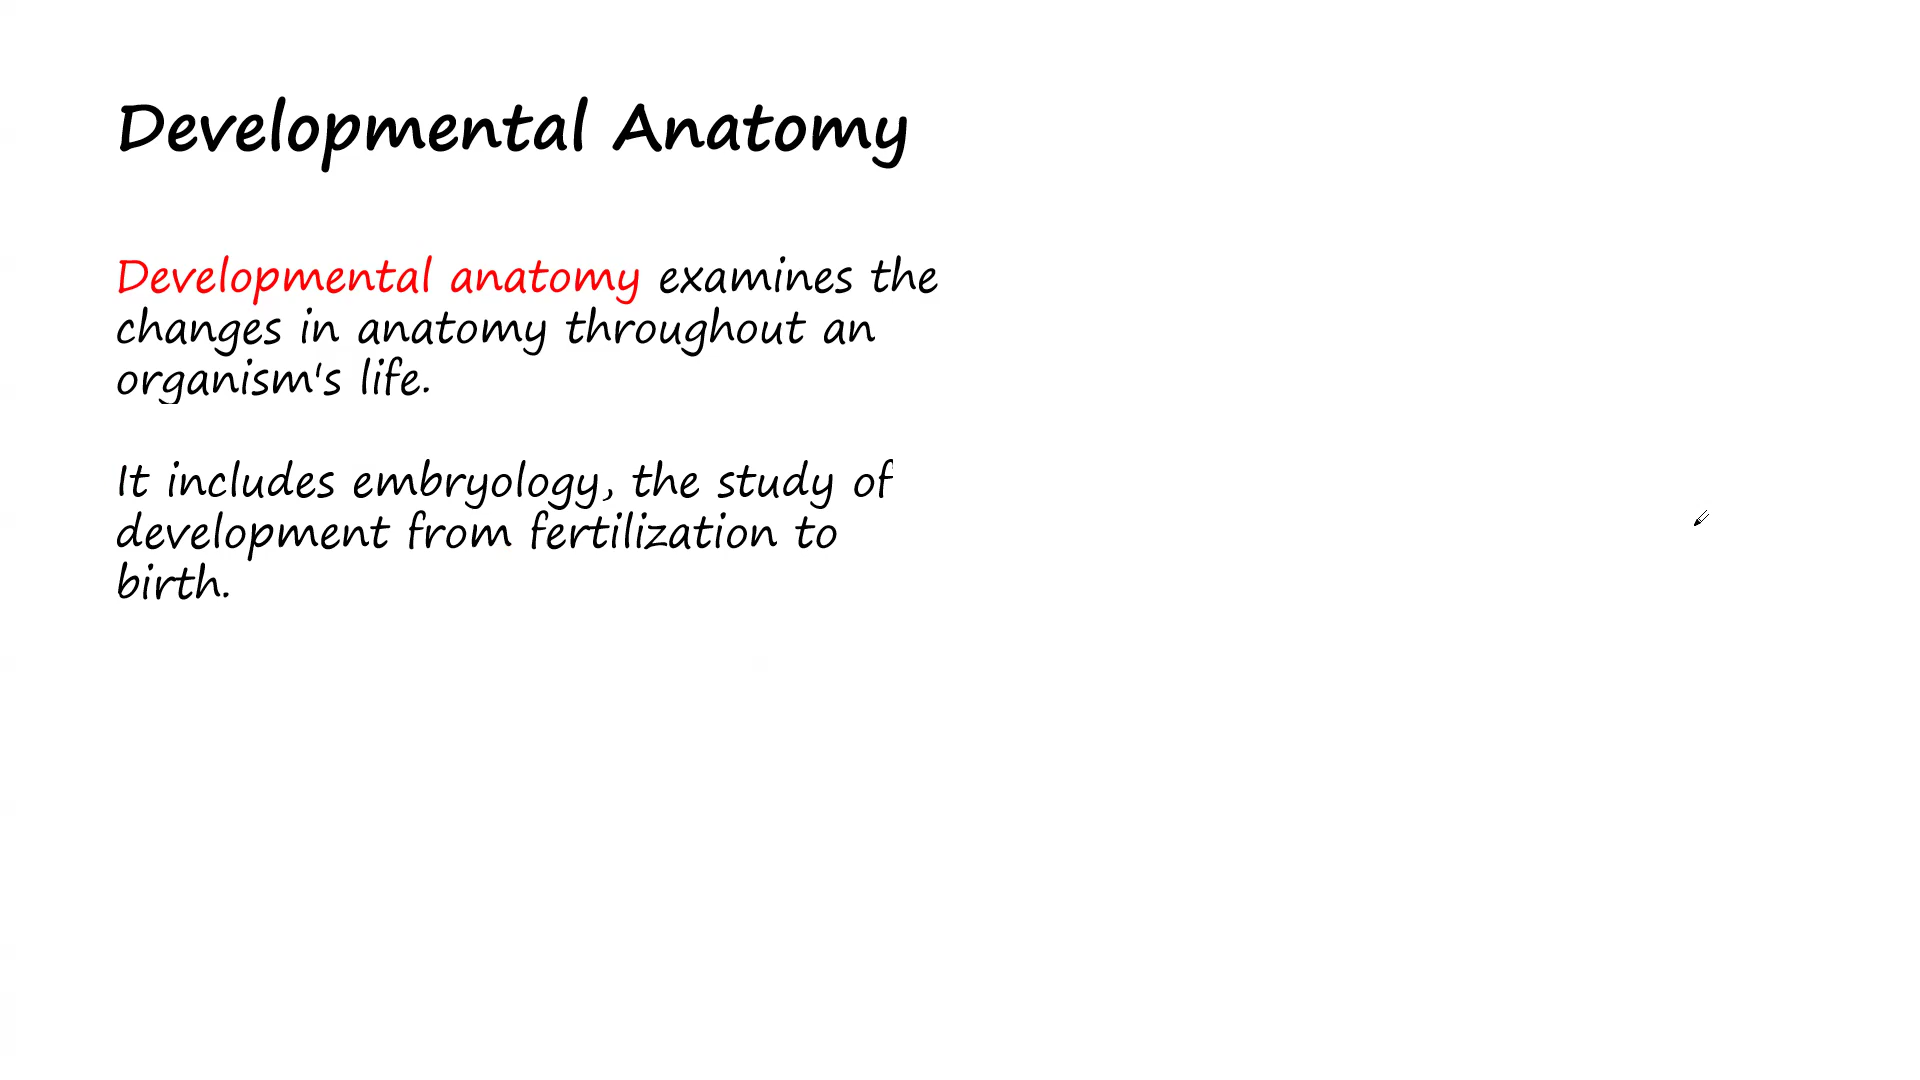 Developmental Anatomy
Developmental anatomy examines the
changes in anatomy throughout an
organism's life.
It includes embryology, the study of
development from fertilization to
birth.